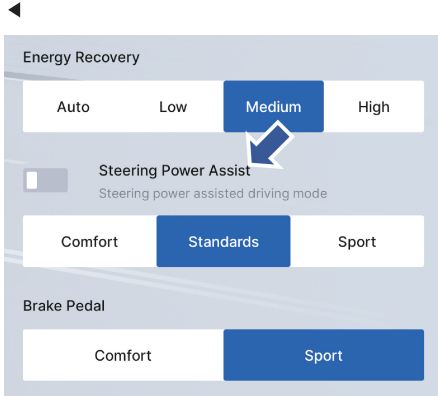 Energy Recovery
Auto Low Medium High
Steering Power Assist
Steering power assisted driving mode
Comfort Standards Sport
Brake Pedal
Comfort Sport